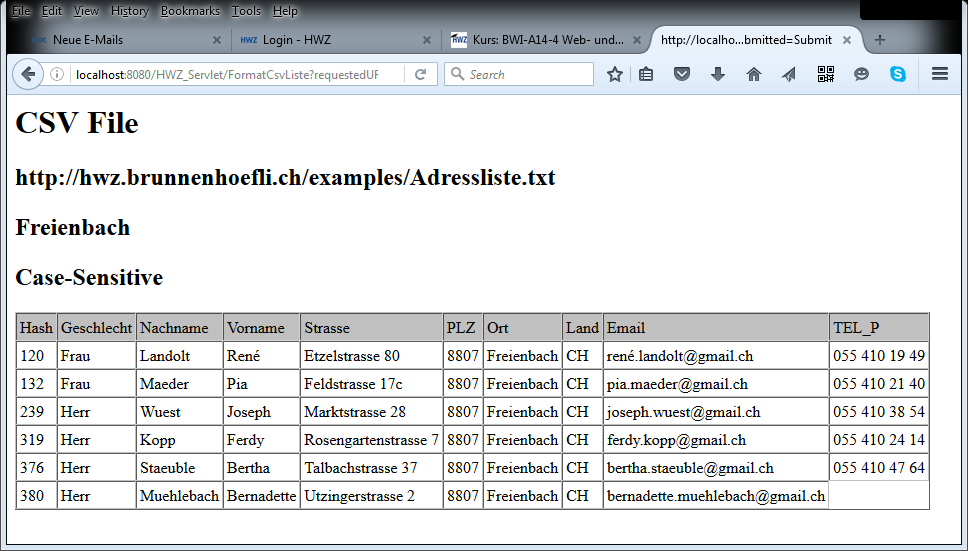 File Edit View History Bookmarks Tools Help
HWZ Neue E-Mails × HWZ Login - HWZ × HWZ Kurs: BWI-A14-4 Web- und... × http://localho...bmitted=Submit × +
localhost:8080/HWZ_Servlet/FormatCsvListe?requestedUR Search
CSV File
http://hwz.brunnenhoefli.ch/examples/Adressliste.txt
Freienbach
Case-Sensitive
Hash Geschlecht Nachname Vorname Strasse PLZ Ort Land Email TEL_P
120 Frau Landolt René Etzelstrasse 80 8807 Freienbach CH rené.landolt@gmail.ch 055 410 19 49
132 Frau Maeder Pia Feldstrasse 17c 8807 Freienbach CH pia.maeder@gmail.ch 055 410 21 40
239 Herr Wuest Joseph Marktstrasse 28 8807 Freienbach CH joseph.wuest@gmail.ch 055 410 38 54
319 Herr Kopp Ferdy Rosengartenstrasse 7 8807 Freienbach CH ferdy.kopp@gmail.ch 055 410 24 14
376 Herr Staeuble Bertha Talbachstrasse 37 8807 Freienbach CH bertha.staeuble@gmail.ch 055 410 47 64
380 Herr Muehlebach Bernadette Utzingerstrasse 2 8807 Freienbach CH bernadette.muehlebach@gmail.ch